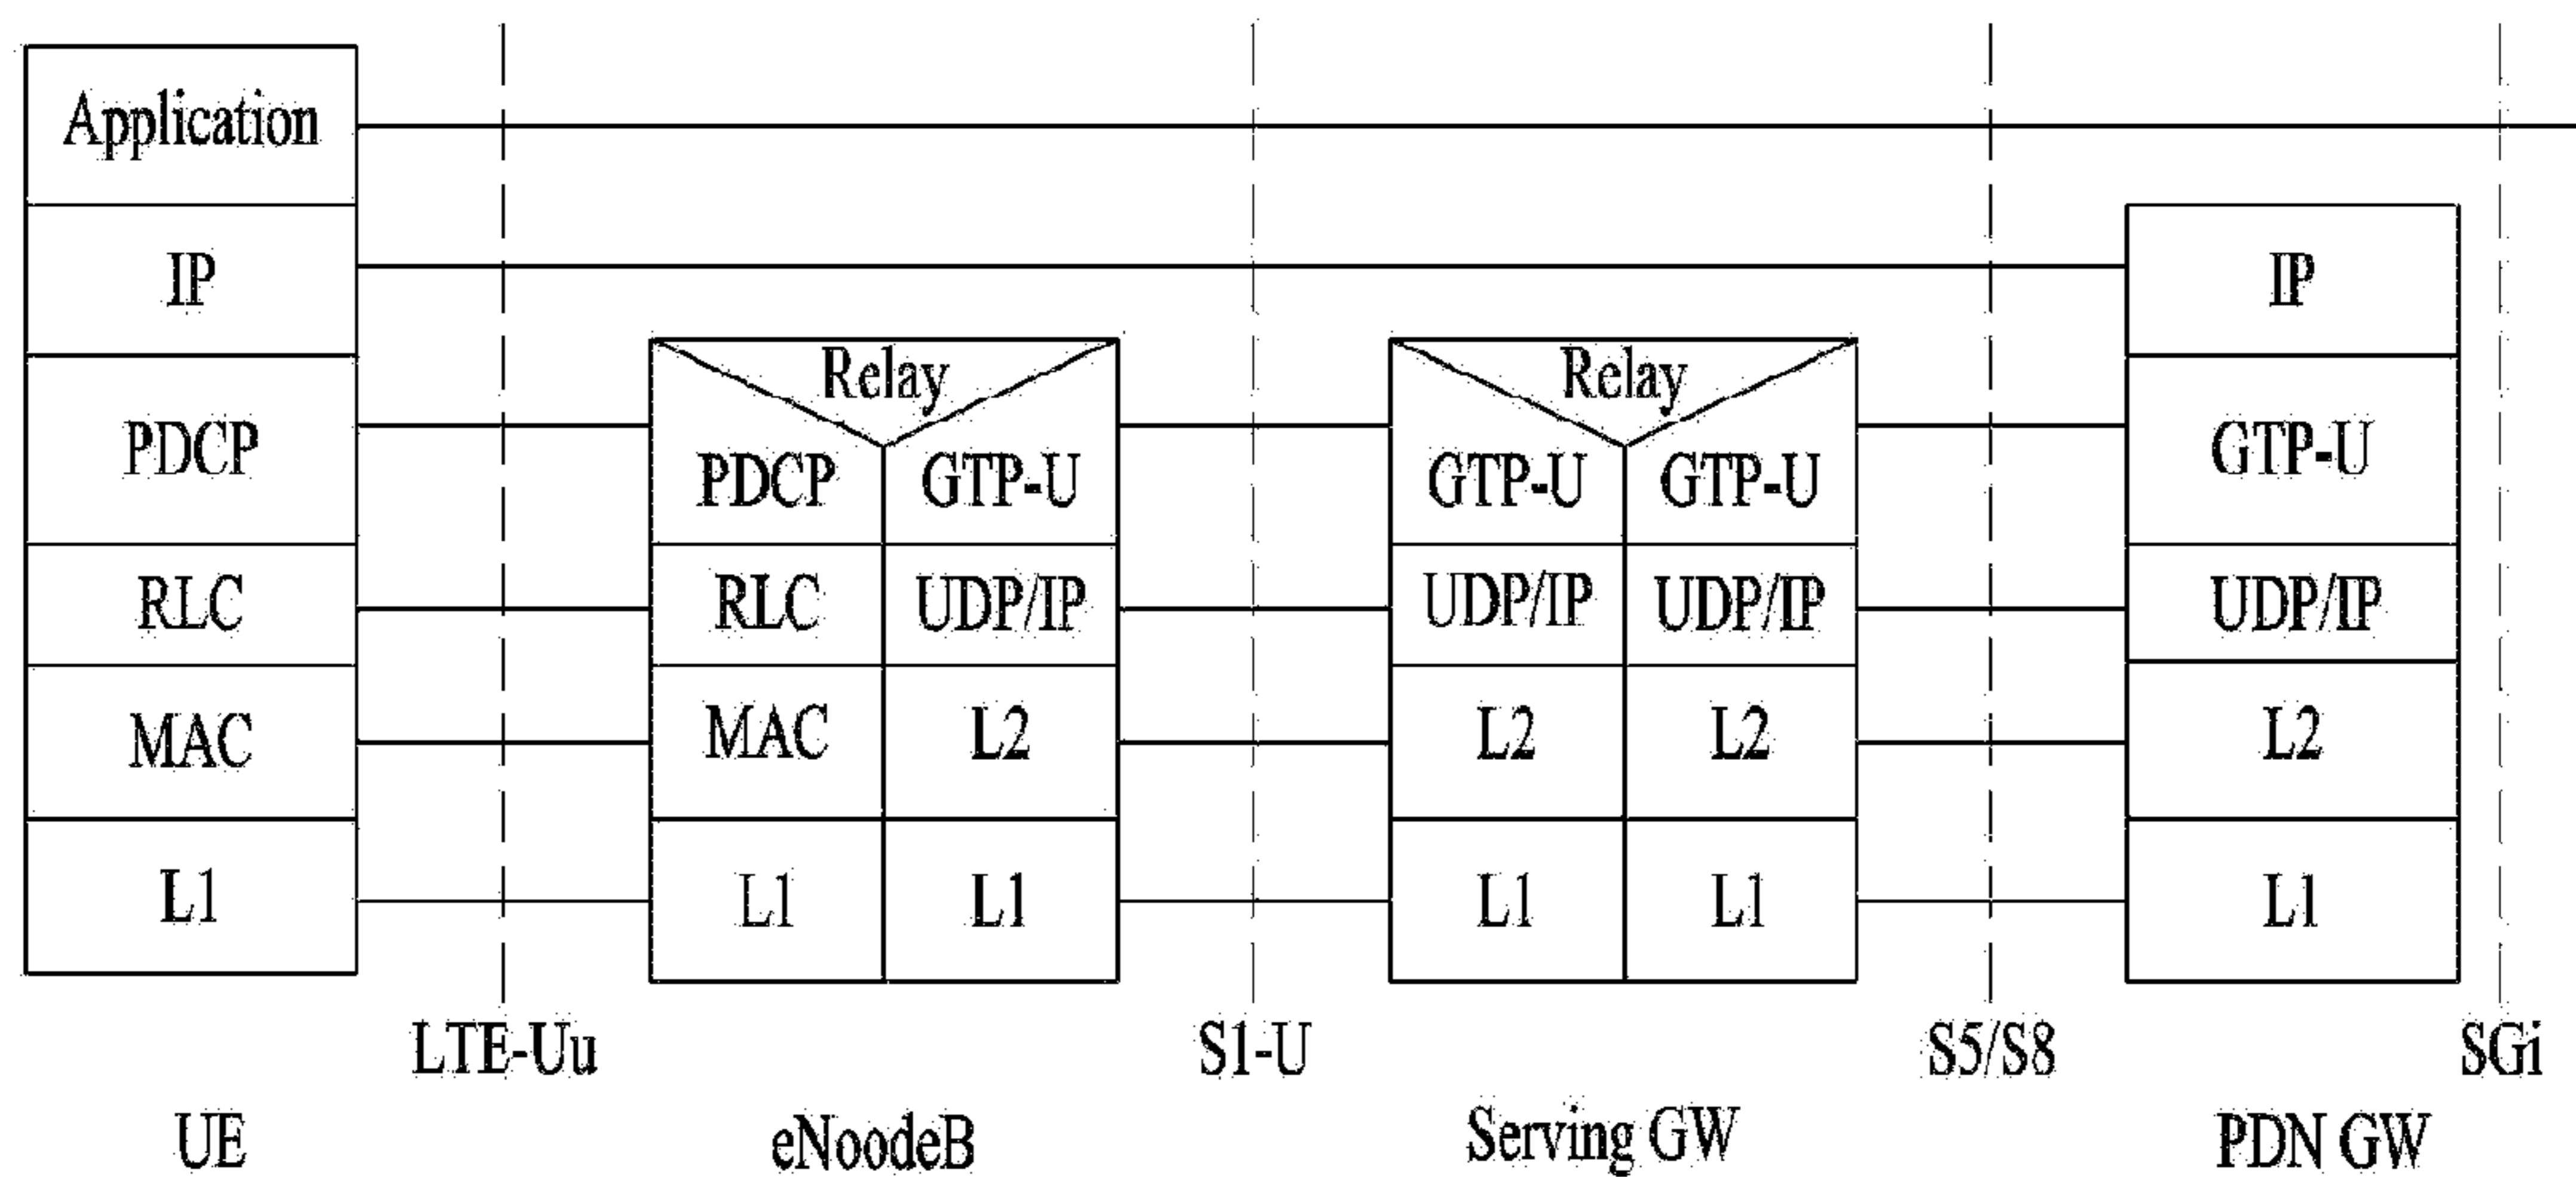 Application
IP
IP
Relay
Relay
PDCP
PDCP
GTP-U
GTP-U
GTP-U
GTP-U
RLC
RLC
UDP/IP
UDP/IP
UDP/IP
UDP/IP
MAC
MAC
L2
L2
L2
L2
L1
L1
L1
L1
L1
L1
LTE-Uu
S1-U
S5/S8
SGi
UE
eNoodeB
Serving GW
PDN GW